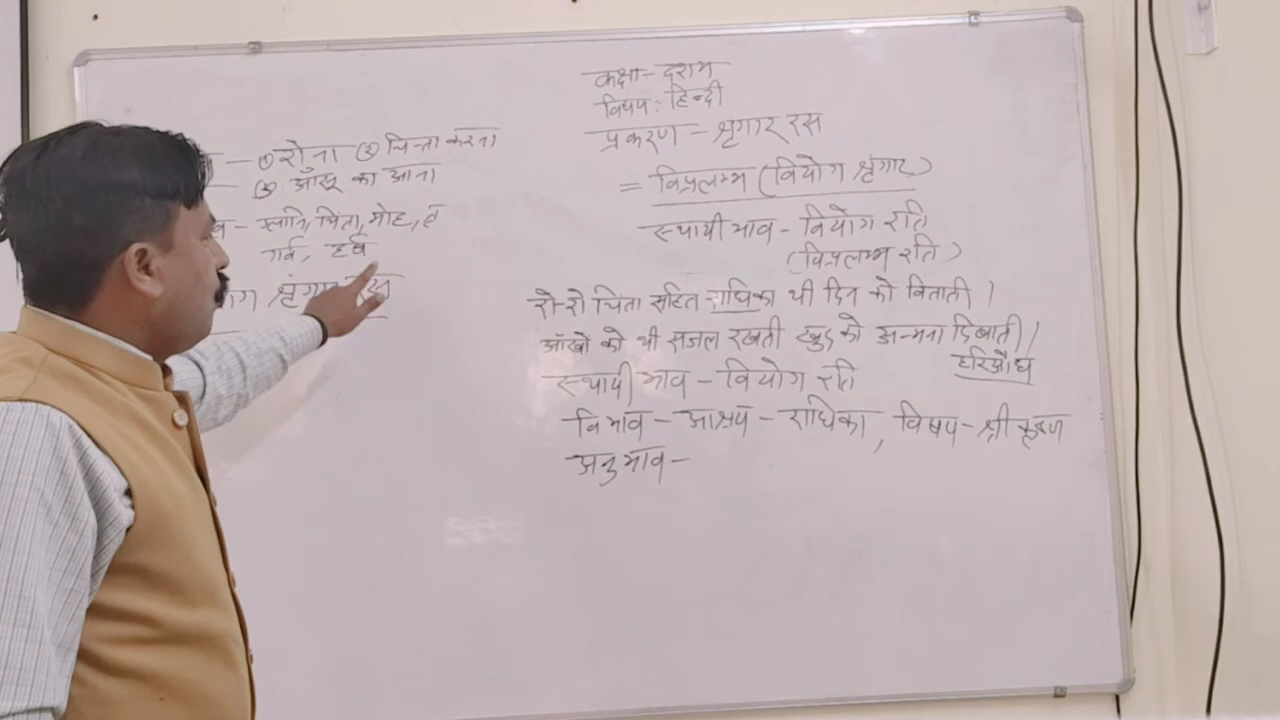 कक्षा- दशम
विषय: हिन्दी
प्रकरण - श्रृंगार रस
= विप्रलम्भ (वियोग श्रृंगार)
स्थायी भाव - वियोग रति
(विप्रलम्भ रति)
रो-रो चिंता सहित राधिका थी दिन को बिताती ।
आँखों को थी सजल रखती खुद को अन्मना दिखाती ।
हरिऔध
स्थायी भाव - वियोग रति
विभाव - आश्रय - राधिका, विषय - श्री कृष्ण
अनुभाव -
- ① रोना ② चिन्ता करना
- ③ आँसू का आना
- ग्लानि, चिंता, मोह,
गर्व, हर्ष
श्रृंगार रस